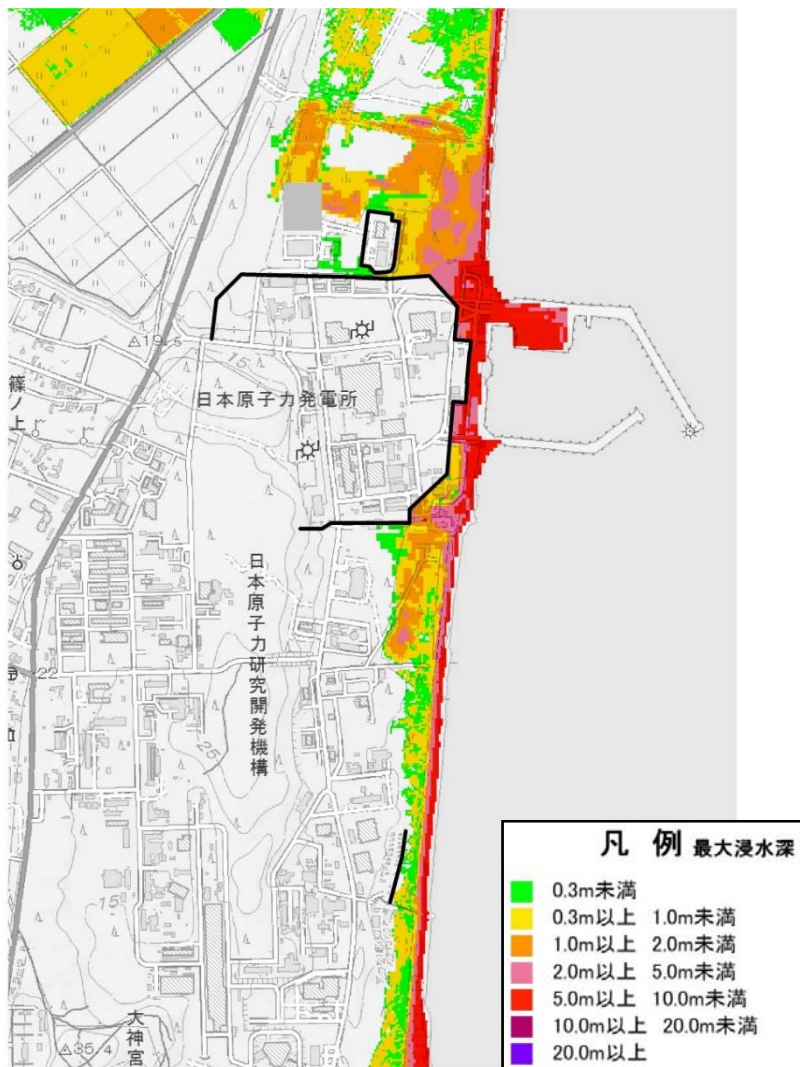 △19.5
15
日本原子力発電所
篠ノ上
日本原子力研究開発機構
22
25
15
大神宮
△35.4
凡 例 最大浸水深
0.3m未満
0.3m以上 1.0m未満
1.0m以上 2.0m未満
2.0m以上 5.0m未満
5.0m以上 10.0m未満
10.0m以上 20.0m未満
20.0m以上